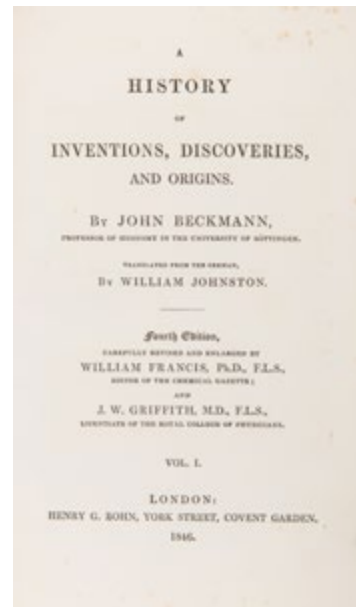 A
HISTORY
OF
INVENTIONS, DISCOVERIES,
AND ORIGINS.
By JOHN BECKMANN,
PROFESSOR OF ECONOMY IN THE UNIVERSITY OF GÖTTINGEN.
TRANSLATED FROM THE GERMAN,
By WILLIAM JOHNSTON.
Fourth Edition,
CAREFULLY REVISED AND ENLARGED BY
WILLIAM FRANCIS, Ph.D., F.L.S.,
EDITOR OF THE CHEMICAL GAZETTE;
AND
J. W. GRIFFITH, M.D., F.L.S.,
LICENTIATE OF THE ROYAL COLLEGE OF PHYSICIANS.
VOL. I.
LONDON:
HENRY G. BOHN, YORK STREET, COVENT GARDEN.
1846.